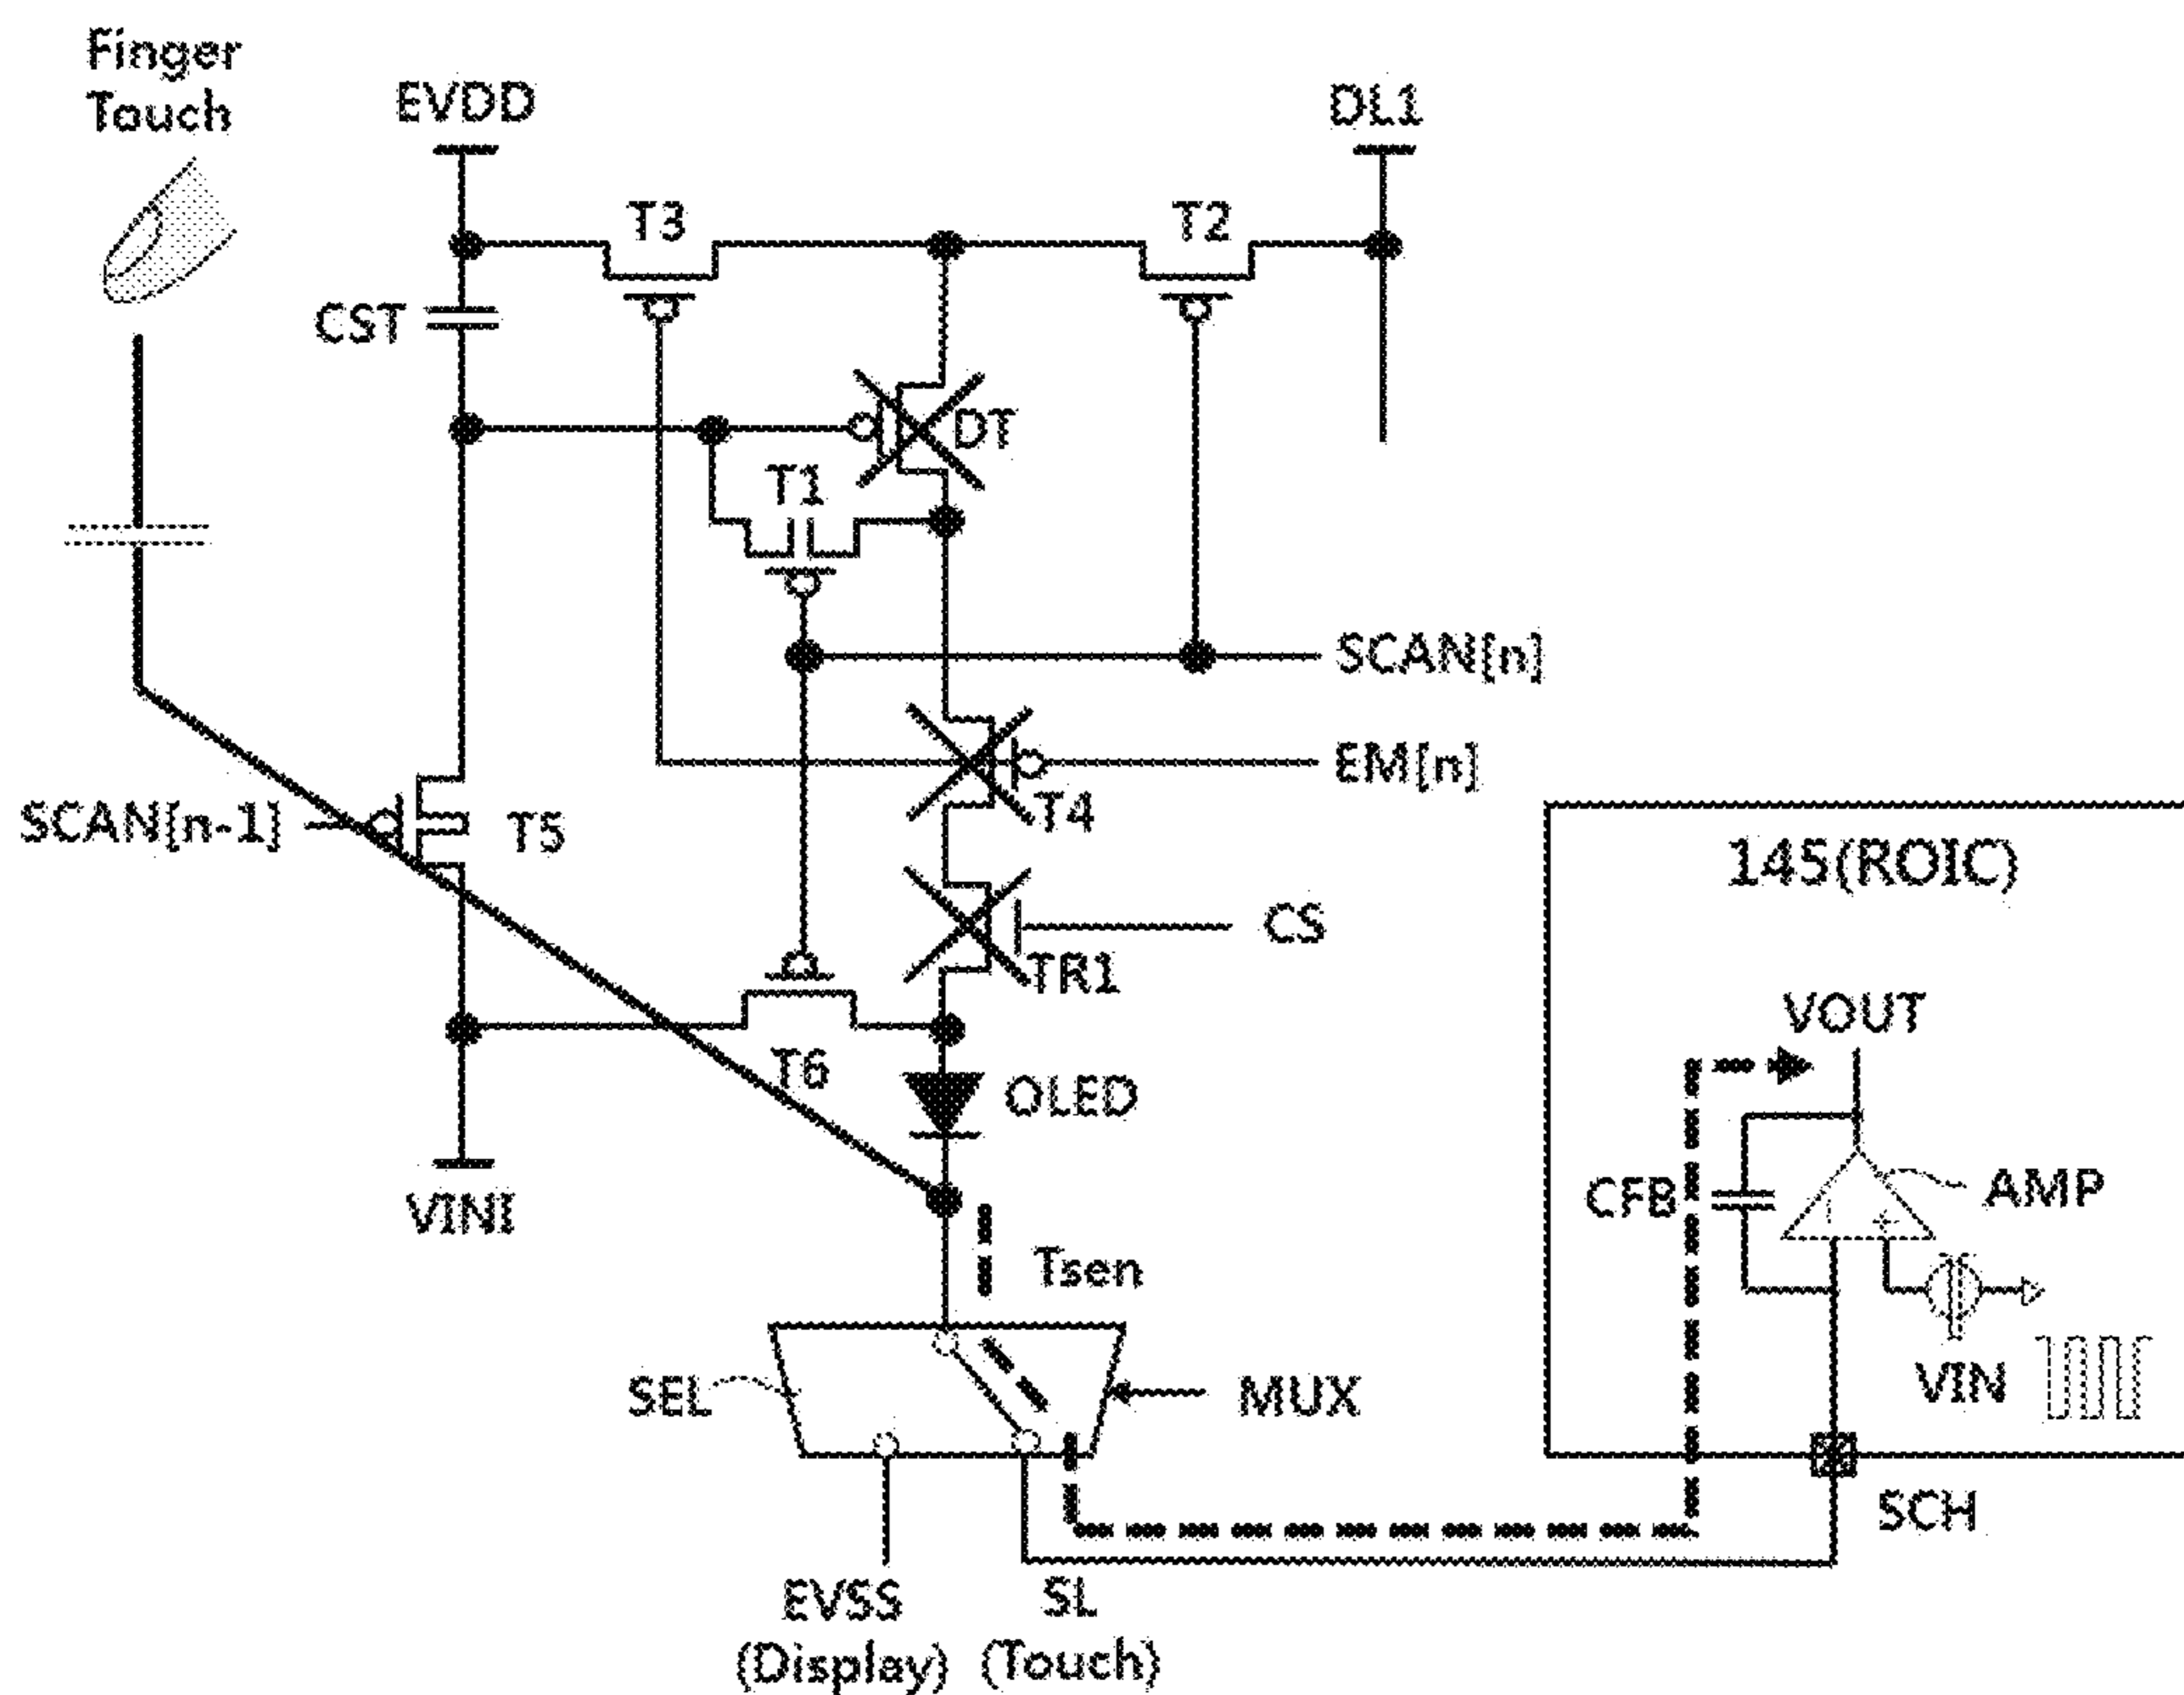 Finger
Touch
EVDD
DL1
T3
T2
CST
DT
T1
SCAN[n]
EM[n]
T4
SCAN[n-1]
T5
145(ROIC)
CS
TR1
VOUT
T6
OLED
CFB
AMP
VINI
Tsen
SEL
MUX
VIN
SCH
EVSS
(Display)
SL
(Touch)